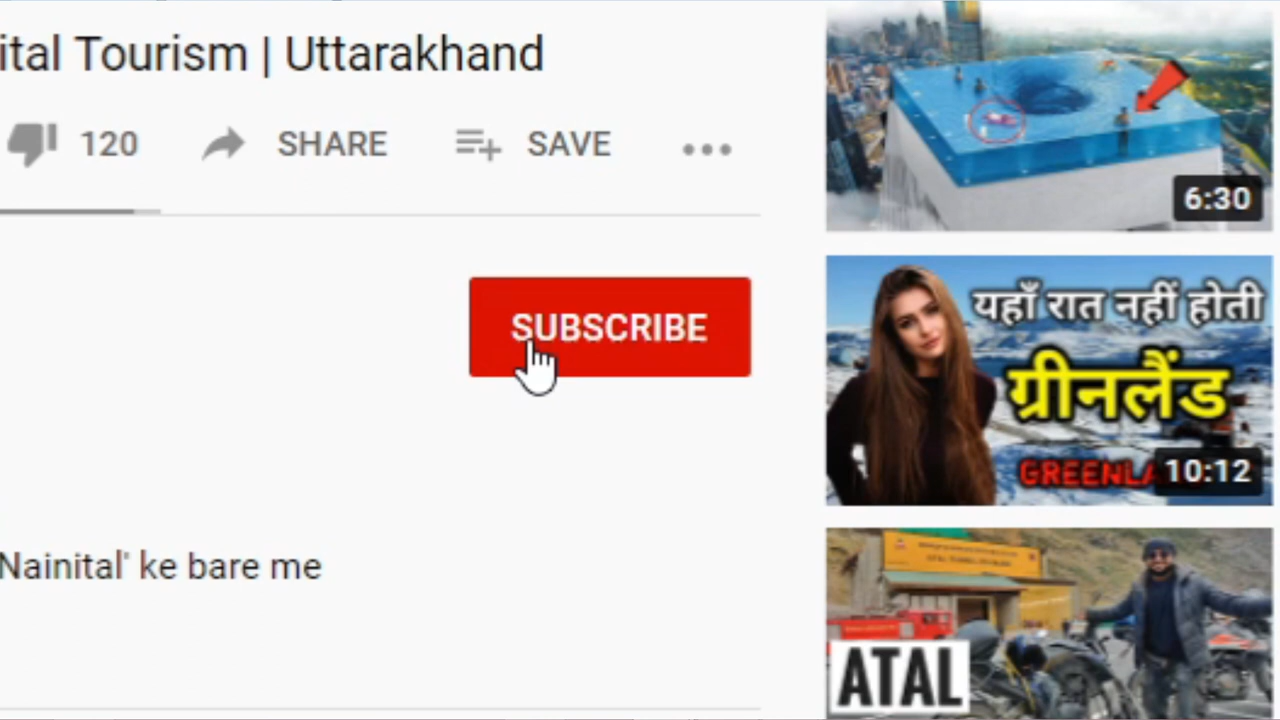 ital Tourism | Uttarakhand
120 SHARE SAVE
SUBSCRIBE
Nainital' ke bare me
6:30
यहाँ रात नहीं होती
ग्रीनलैंड
GREENLA
10:12
ATAL